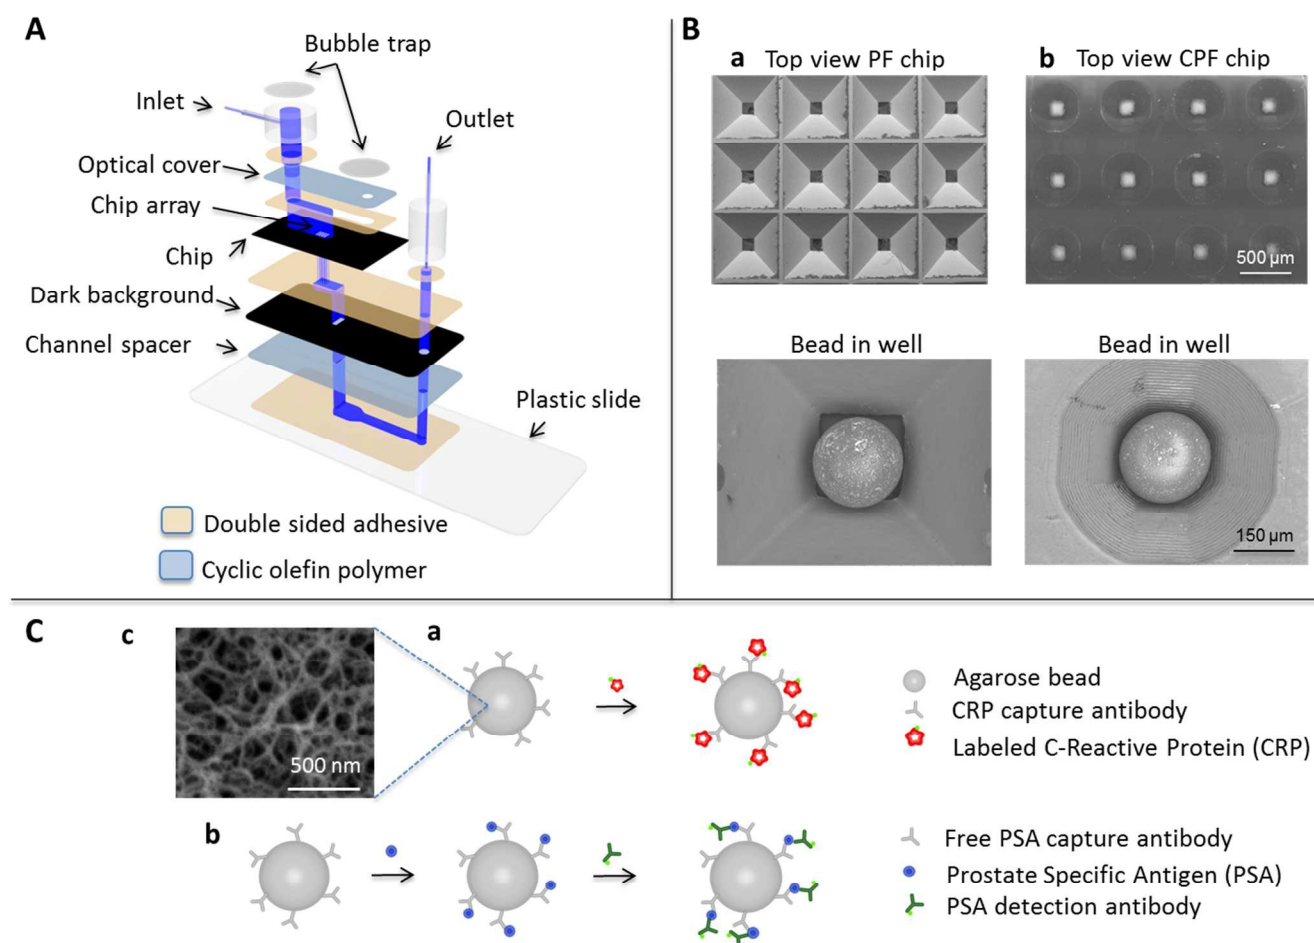 A
Bubble trap
Inlet
Outlet
Optical cover
Chip array
Chip
Dark background
Channel spacer
Plastic slide
Double sided adhesive
Cyclic olefin polymer
B
a Top view PF chip
b Top view CPF chip
500 µm
Bead in well
Bead in well
150 µm
C
c
500 nm
a
Agarose bead
CRP capture antibody
Labeled C-Reactive Protein (CRP)
b
Free PSA capture antibody
Prostate Specific Antigen (PSA)
PSA detection antibody